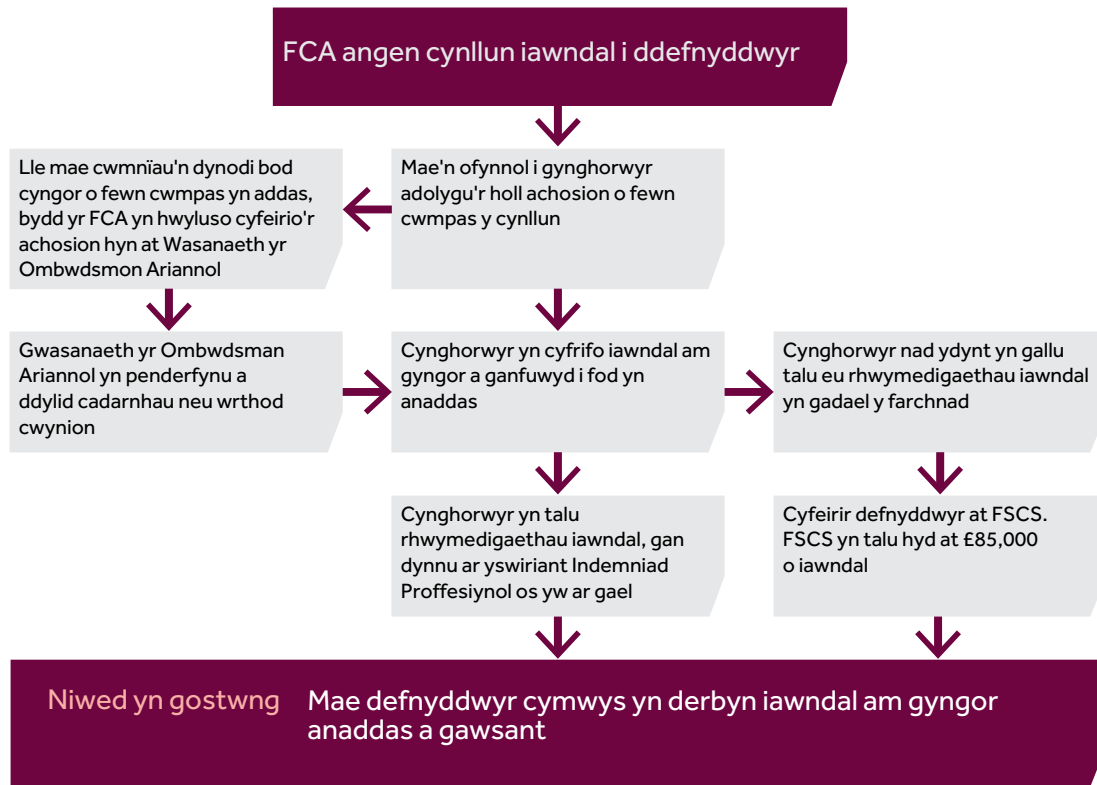 FCA angen cynllun iawndal i ddefnyddwyr
Lle mae cwmnïau'n dynodi bod
cyngor o fewn cwmpas yn addas,
bydd yr FCA yn hwyluso cyfeirio'r
achosion hyn at Wasanaeth yr
Ombwdsmon Ariannol
Mae'n ofynnol i gynghorwyr
adolygu'r holl achosion o fewn
cwmpas y cynllun
Gwasanaeth yr Ombwdsman
Ariannol yn penderfynu a
ddylid cadarnhau neu wrthod
cwynion
Cynghorwyr yn cyfrifo iawndal am
gyngor a ganfuwyd i fod yn
anaddas
Cynghorwyr nad ydynt yn gallu
talu eu rhwymedigaethau iawndal
yn gadael y farchnad
Cynghorwyr yn talu
rhwymedigaethau iawndal, gan
dynnu ar yswiriant Indemniad
Proffesiynol os yw ar gael
Cyfeirir defnyddwyr at FSCS.
FSCS yn talu hyd at £85,000
o iawndal
Niwed yn gostwng Mae defnyddwyr cymwys yn derbyn iawndal am gyngor
anaddas a gawsant